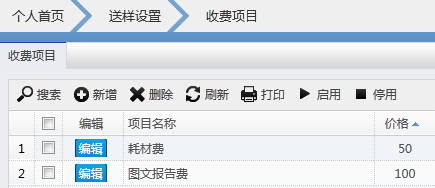 个人首页 送样设置 收费项目
收费项目
搜索 新增 删除 刷新 打印 启用 停用
编辑 项目名称 价格
1 编辑 耗材费 50
2 编辑 图文报告费 100